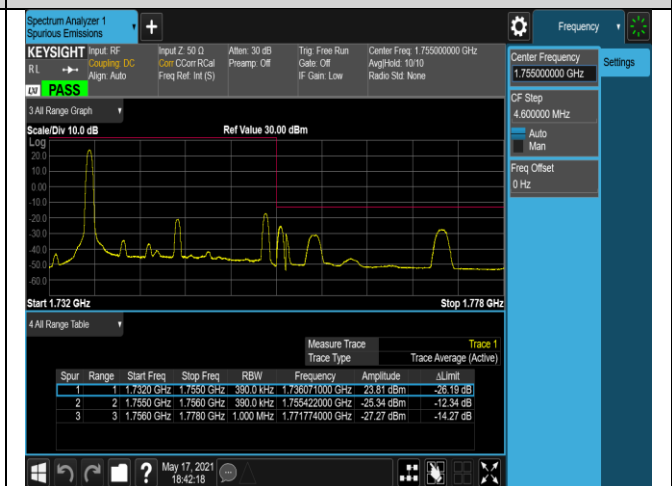 Spectrum Analyzer 1
Spurious Emissions
+
Frequency
KEYSIGHT Input: RF Input Z: 50 Ω Atten: 30 dB Trig: Free Run Center Freq: 1.755000000 GHz
RL Coupling: DC Corr CCorr RCal Preamp: Off Gate: Off Avg|Hold: 10/10
Align: Auto Freq Ref: Int (S) IF Gain: Low Radio Std: None
LXI PASS
Center Frequency
1.755000000 GHz
Settings
CF Step
4.600000 MHz
Auto
Man
Freq Offset
0 Hz
3 All Range Graph
Scale/Div 10.0 dB Ref Value 30.00 dBm
Log
20.0
10.0
0.00
-10.0
-20.0
-30.0
-40.0
-50.0
-60.0
Start 1.732 GHz Stop 1.778 GHz
4 All Range Table
Measure Trace Trace 1
Trace Type Trace Average (Active)
Spur Range Start Freq Stop Freq RBW Frequency Amplitude ΔLimit
1 1 1.7320 GHz 1.7550 GHz 390.0 kHz 1.736071000 GHz 23.81 dBm -26.19 dB
2 2 1.7550 GHz 1.7560 GHz 390.0 kHz 1.755422000 GHz -25.34 dBm -12.34 dB
3 3 1.7560 GHz 1.7780 GHz 1.000 MHz 1.771774000 GHz -27.27 dBm -14.27 dB
? May 17, 2021
18:42:18